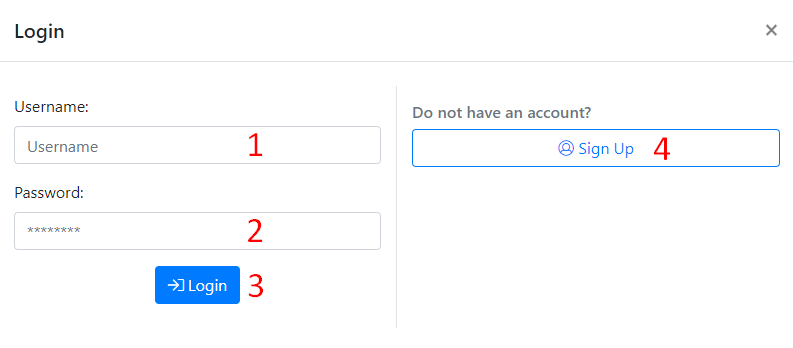 Login ×
Username:
Username 1
Password:
******** 2
Login 3
Do not have an account?
Sign Up 4